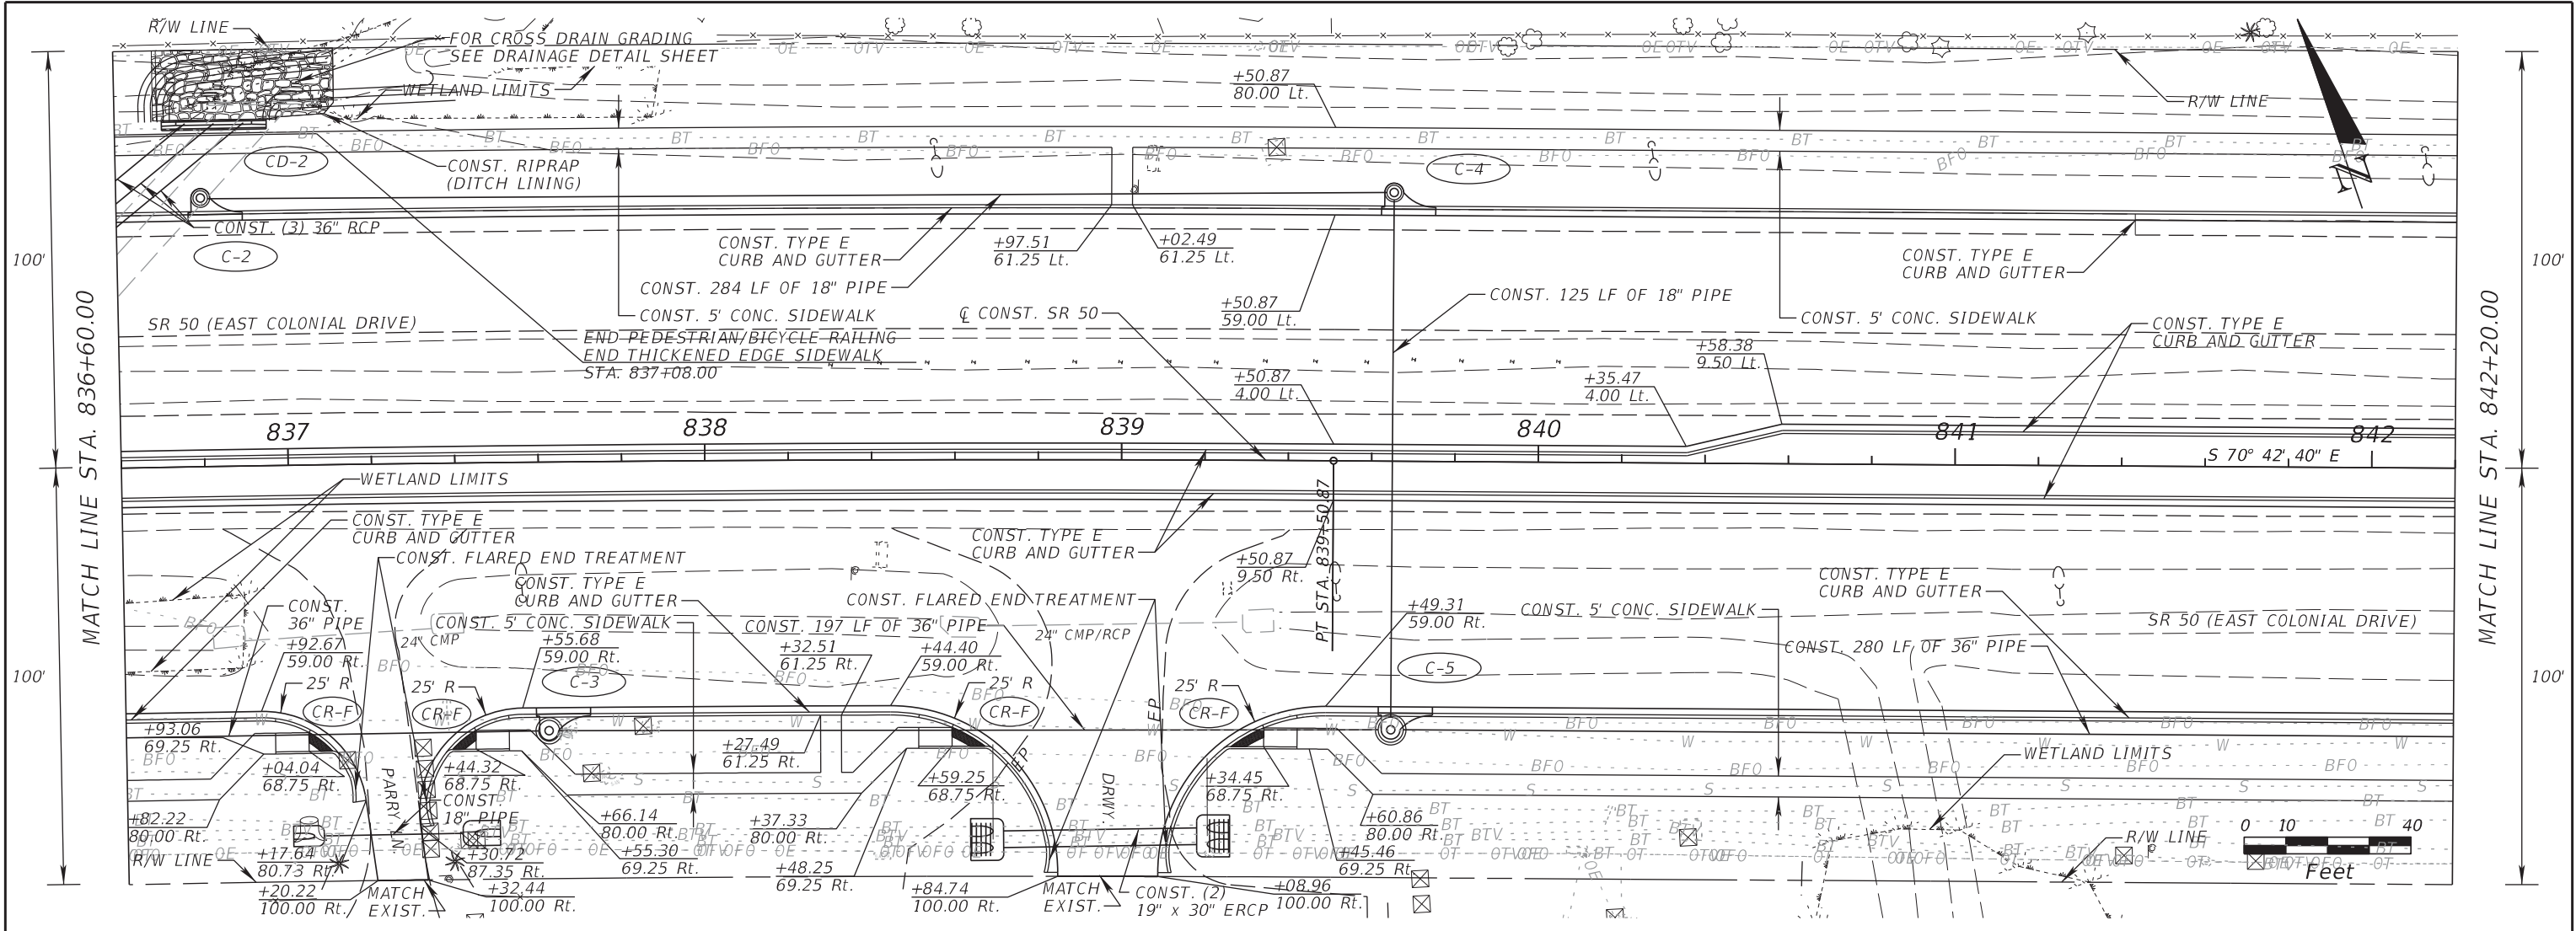 R/W LINE
FOR CROSS DRAIN GRADING
SEE DRAINAGE DETAIL SHEET
WETLAND LIMITS
+50.87
80.00 Lt.
R/W LINE
CD-2
CONST. RIPRAP
(DITCH LINING)
C-4
N
CONST. (3) 36" RCP
C-2
CONST. TYPE E
CURB AND GUTTER
+97.51
61.25 Lt.
+02.49
61.25 Lt.
CONST. TYPE E
CURB AND GUTTER
100'
100'
CONST. 284 LF OF 18" PIPE
CONST. 125 LF OF 18" PIPE
+50.87
59.00 Lt.
CONST. 5' CONC. SIDEWALK
℄ CONST. SR 50
CONST. 5' CONC. SIDEWALK
SR 50 (EAST COLONIAL DRIVE)
CONST. TYPE E
CURB AND GUTTER
END PEDESTRIAN/BICYCLE RAILING
END THICKENED EDGE SIDEWALK
STA. 837+08.00
+58.38
9.50 Lt.
+50.87
4.00 Lt.
+35.47
4.00 Lt.
MATCH LINE STA. 836+60.00
MATCH LINE STA. 842+20.00
837
838
839
840
841
842
S 70° 42' 40" E
WETLAND LIMITS
PT STA. 839+50.87
CONST. TYPE E
CURB AND GUTTER
CONST. FLARED END TREATMENT
CONST. TYPE E
CURB AND GUTTER
+50.87
9.50 Rt.
CONST. TYPE E
CURB AND GUTTER
CONST. TYPE E
CURB AND GUTTER
CONST.
36" PIPE
CONST. FLARED END TREATMENT
+49.31
59.00 Rt.
CONST. 5' CONC. SIDEWALK
SR 50 (EAST COLONIAL DRIVE)
CONST. 5' CONC. SIDEWALK
CONST. 197 LF OF 36" PIPE
24" CMP
24" CMP/RCP
+92.67
59.00 Rt.
+55.68
59.00 Rt.
+32.51
61.25 Rt.
+44.40
59.00 Rt.
CONST. 280 LF OF 36" PIPE
C-5
C-3
100'
100'
25' R
25' R
25' R
25' R
CR-F
CR-F
CR-F
CR-F
+93.06
69.25 Rt.
+27.49
61.25 Rt.
EP
EP
WETLAND LIMITS
+04.04
68.75 Rt.
+44.32
68.75 Rt.
+59.25
68.75 Rt.
+34.45
68.75 Rt.
PARRY LN
DRWY
CONST
18" PIPE
+82.22
80.00 Rt.
+66.14
80.00 Rt.
+37.33
80.00 Rt.
+60.86
80.00 Rt.
0 10 40
Feet
R/W LINE
R/W LINE
+17.64
80.73 Rt.
+30.72
87.35 Rt.
+55.30
69.25 Rt.
+48.25
69.25 Rt.
+45.46
69.25 Rt.
+20.22
100.00 Rt.
MATCH
EXIST.
+32.44
100.00 Rt.
+84.74
100.00 Rt.
MATCH
EXIST.
CONST. (2)
19" x 30" ERCP
+08.96
100.00 Rt.